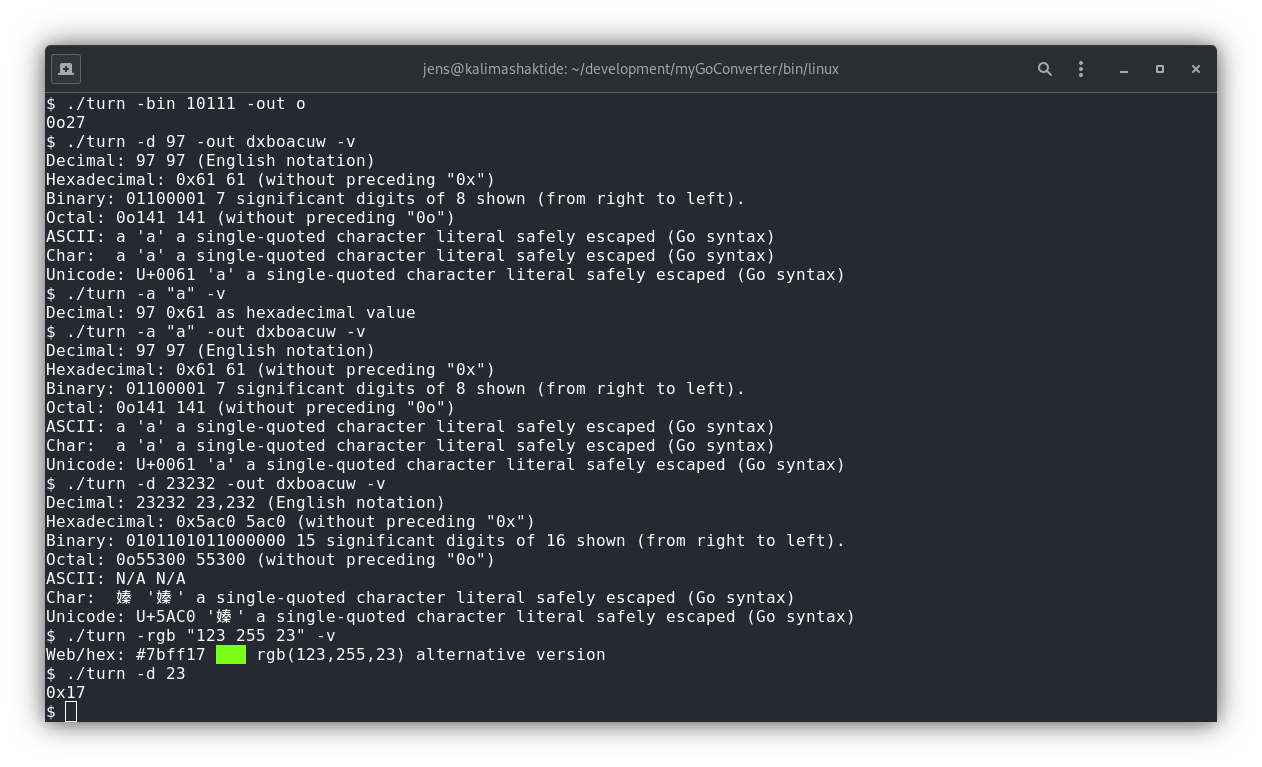 jens@kalimashaktide: ~/development/myGoConverter/bin/linux
$ ./turn -bin 10111 -out o
0o27
$ ./turn -d 97 -out dxboacuw -v
Decimal: 97 97 (English notation)
Hexadecimal: 0x61 61 (without preceding "0x")
Binary: 01100001 7 significant digits of 8 shown (from right to left).
Octal: 0o141 141 (without preceding "0o")
ASCII: a 'a' a single-quoted character literal safely escaped (Go syntax)
Char:  a 'a' a single-quoted character literal safely escaped (Go syntax)
Unicode: U+0061 'a' a single-quoted character literal safely escaped (Go syntax)
$ ./turn -a "a" -v
Decimal: 97 0x61 as hexadecimal value
$ ./turn -a "a" -out dxboacuw -v
Decimal: 97 97 (English notation)
Hexadecimal: 0x61 61 (without preceding "0x")
Binary: 01100001 7 significant digits of 8 shown (from right to left).
Octal: 0o141 141 (without preceding "0o")
ASCII: a 'a' a single-quoted character literal safely escaped (Go syntax)
Char:  a 'a' a single-quoted character literal safely escaped (Go syntax)
Unicode: U+0061 'a' a single-quoted character literal safely escaped (Go syntax)
$ ./turn -d 23232 -out dxboacuw -v
Decimal: 23232 23,232 (English notation)
Hexadecimal: 0x5ac0 5ac0 (without preceding "0x")
Binary: 0101101011000000 15 significant digits of 16 shown (from right to left).
Octal: 0o55300 55300 (without preceding "0o")
ASCII: N/A N/A
Char:  嫀 '嫀' a single-quoted character literal safely escaped (Go syntax)
Unicode: U+5AC0 '嫀' a single-quoted character literal safely escaped (Go syntax)
$ ./turn -rgb "123 255 23" -v
Web/hex: #7bff17 rgb(123,255,23) alternative version
$ ./turn -d 23
0x17
$